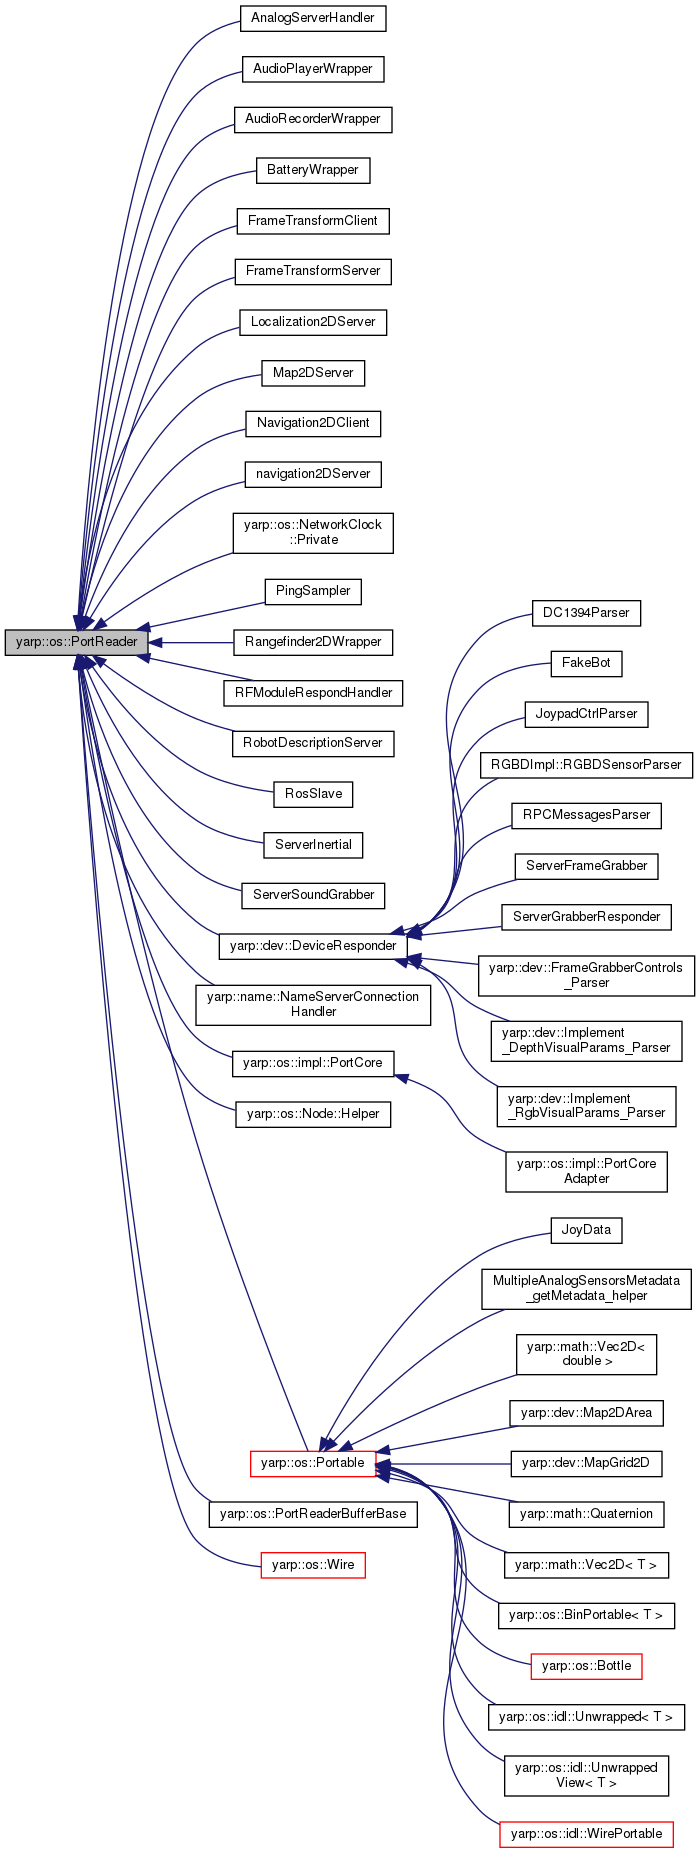 AnalogServerHandler
AudioPlayerWrapper
AudioRecorderWrapper
BatteryWrapper
FrameTransformClient
FrameTransformServer
Localization2DServer
Map2DServer
Navigation2DClient
navigation2DServer
yarp::os::NetworkClock
::Private
PingSampler
yarp::os::PortReader
Rangefinder2DWrapper
RFModuleRespondHandler
RobotDescriptionServer
RosSlave
ServerInertial
ServerSoundGrabber
yarp::dev::DeviceResponder
DC1394Parser
FakeBot
JoypadCtrlParser
RGBDImpl::RGBDSensorParser
RPCMessagesParser
ServerFrameGrabber
ServerGrabberResponder
yarp::dev::FrameGrabberControls
_Parser
yarp::dev::Implement
_DepthVisualParams_Parser
yarp::dev::Implement
_RgbVisualParams_Parser
yarp::name::NameServerConnection
Handler
yarp::os::impl::PortCore
yarp::os::Node::Helper
yarp::os::impl::PortCore
Adapter
JoyData
MultipleAnalogSensorsMetadata
_getMetadata_helper
yarp::math::Vec2D<
double >
yarp::dev::Map2DArea
yarp::os::Portable
yarp::dev::MapGrid2D
yarp::math::Quaternion
yarp::os::PortReaderBufferBase
yarp::os::Wire
yarp::math::Vec2D< T >
yarp::os::BinPortable< T >
yarp::os::Bottle
yarp::os::idl::Unwrapped< T >
yarp::os::idl::Unwrapped
View< T >
yarp::os::idl::WirePortable